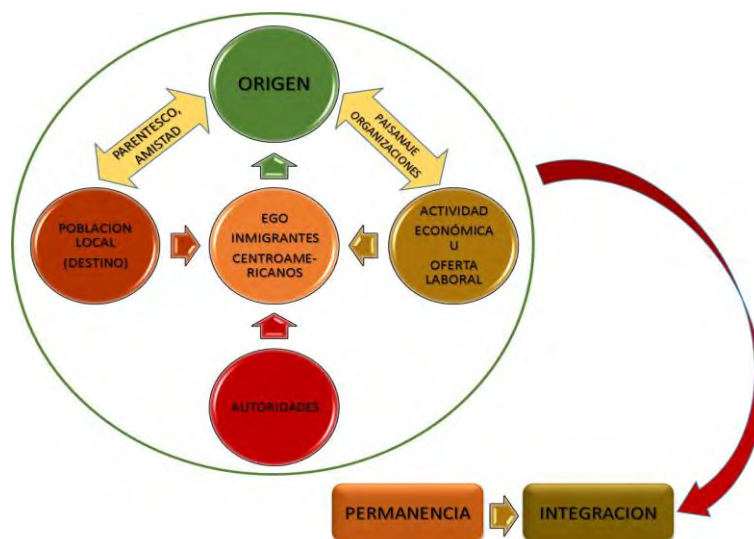 ORIGEN
PARENTESCO,
AMISTAD
PAISANAJE
ORGANIZACIONES
POBLACION
LOCAL
(DESTINO)
EGO
INMIGRANTES
CENTROAME-
RICANOS
ACTIVIDAD
ECONÓMICA
U
OFERTA
LABORAL
AUTORIDADES
PERMANENCIA
INTEGRACION